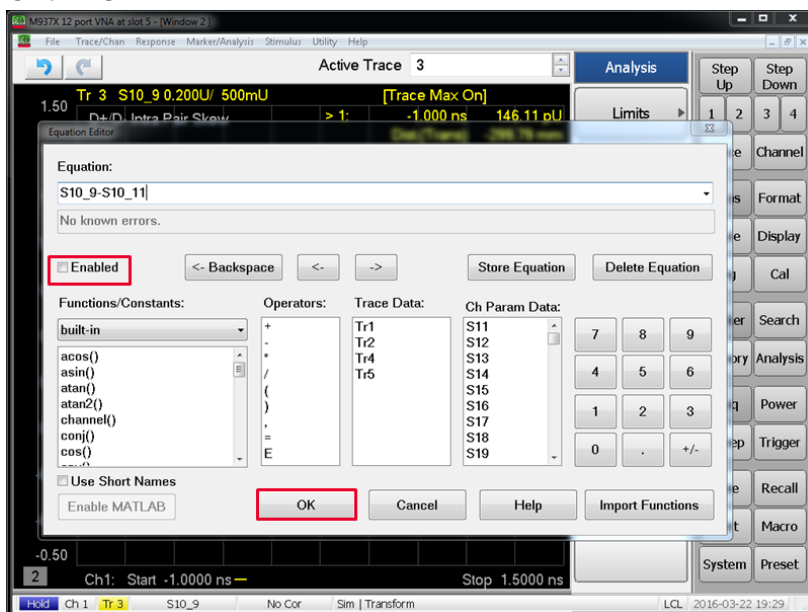 M937X 12 port VNA at slot 5 - [Window 2]
File Trace/Chan Response Marker/Analysis Stimulus Utility Help
Active Trace 3
Analysis
Step Up
Step Down
Tr 3 S10_9 0.200U/ 500mU [Trace Max On]
1.50
D+/D- Intra Pair Skew > 1: -1.000 ns 146.11 pU
Limits
1 2 3 4
Equation Editor
Equation:
Channel
S10_9-S10_11
Format
No known errors.
Display
Enabled <- Backspace <- -> Store Equation Delete Equation
Cal
Functions/Constants: Operators: Trace Data: Ch Param Data:
built-in
Search
+ Tr1 S11
- Tr2 S12
acos() * Tr4 S13
asin() / Tr5 S14
atan() ( S15
atan2() ) S16
channel() , S17
conj() = S18
cos() E S19
7 8 9
4 5 6
1 2 3
0 . +/-
Analysis
Power
Trigger
Use Short Names
Enable MATLAB OK Cancel Help Import Functions
Recall
Macro
-0.50
System Preset
2 Ch1: Start -1.0000 ns Stop 1.5000 ns
Hold Ch 1 Tr 3 S10_9 No Cor Sim | Transform LCL 2016-03-22 19:29